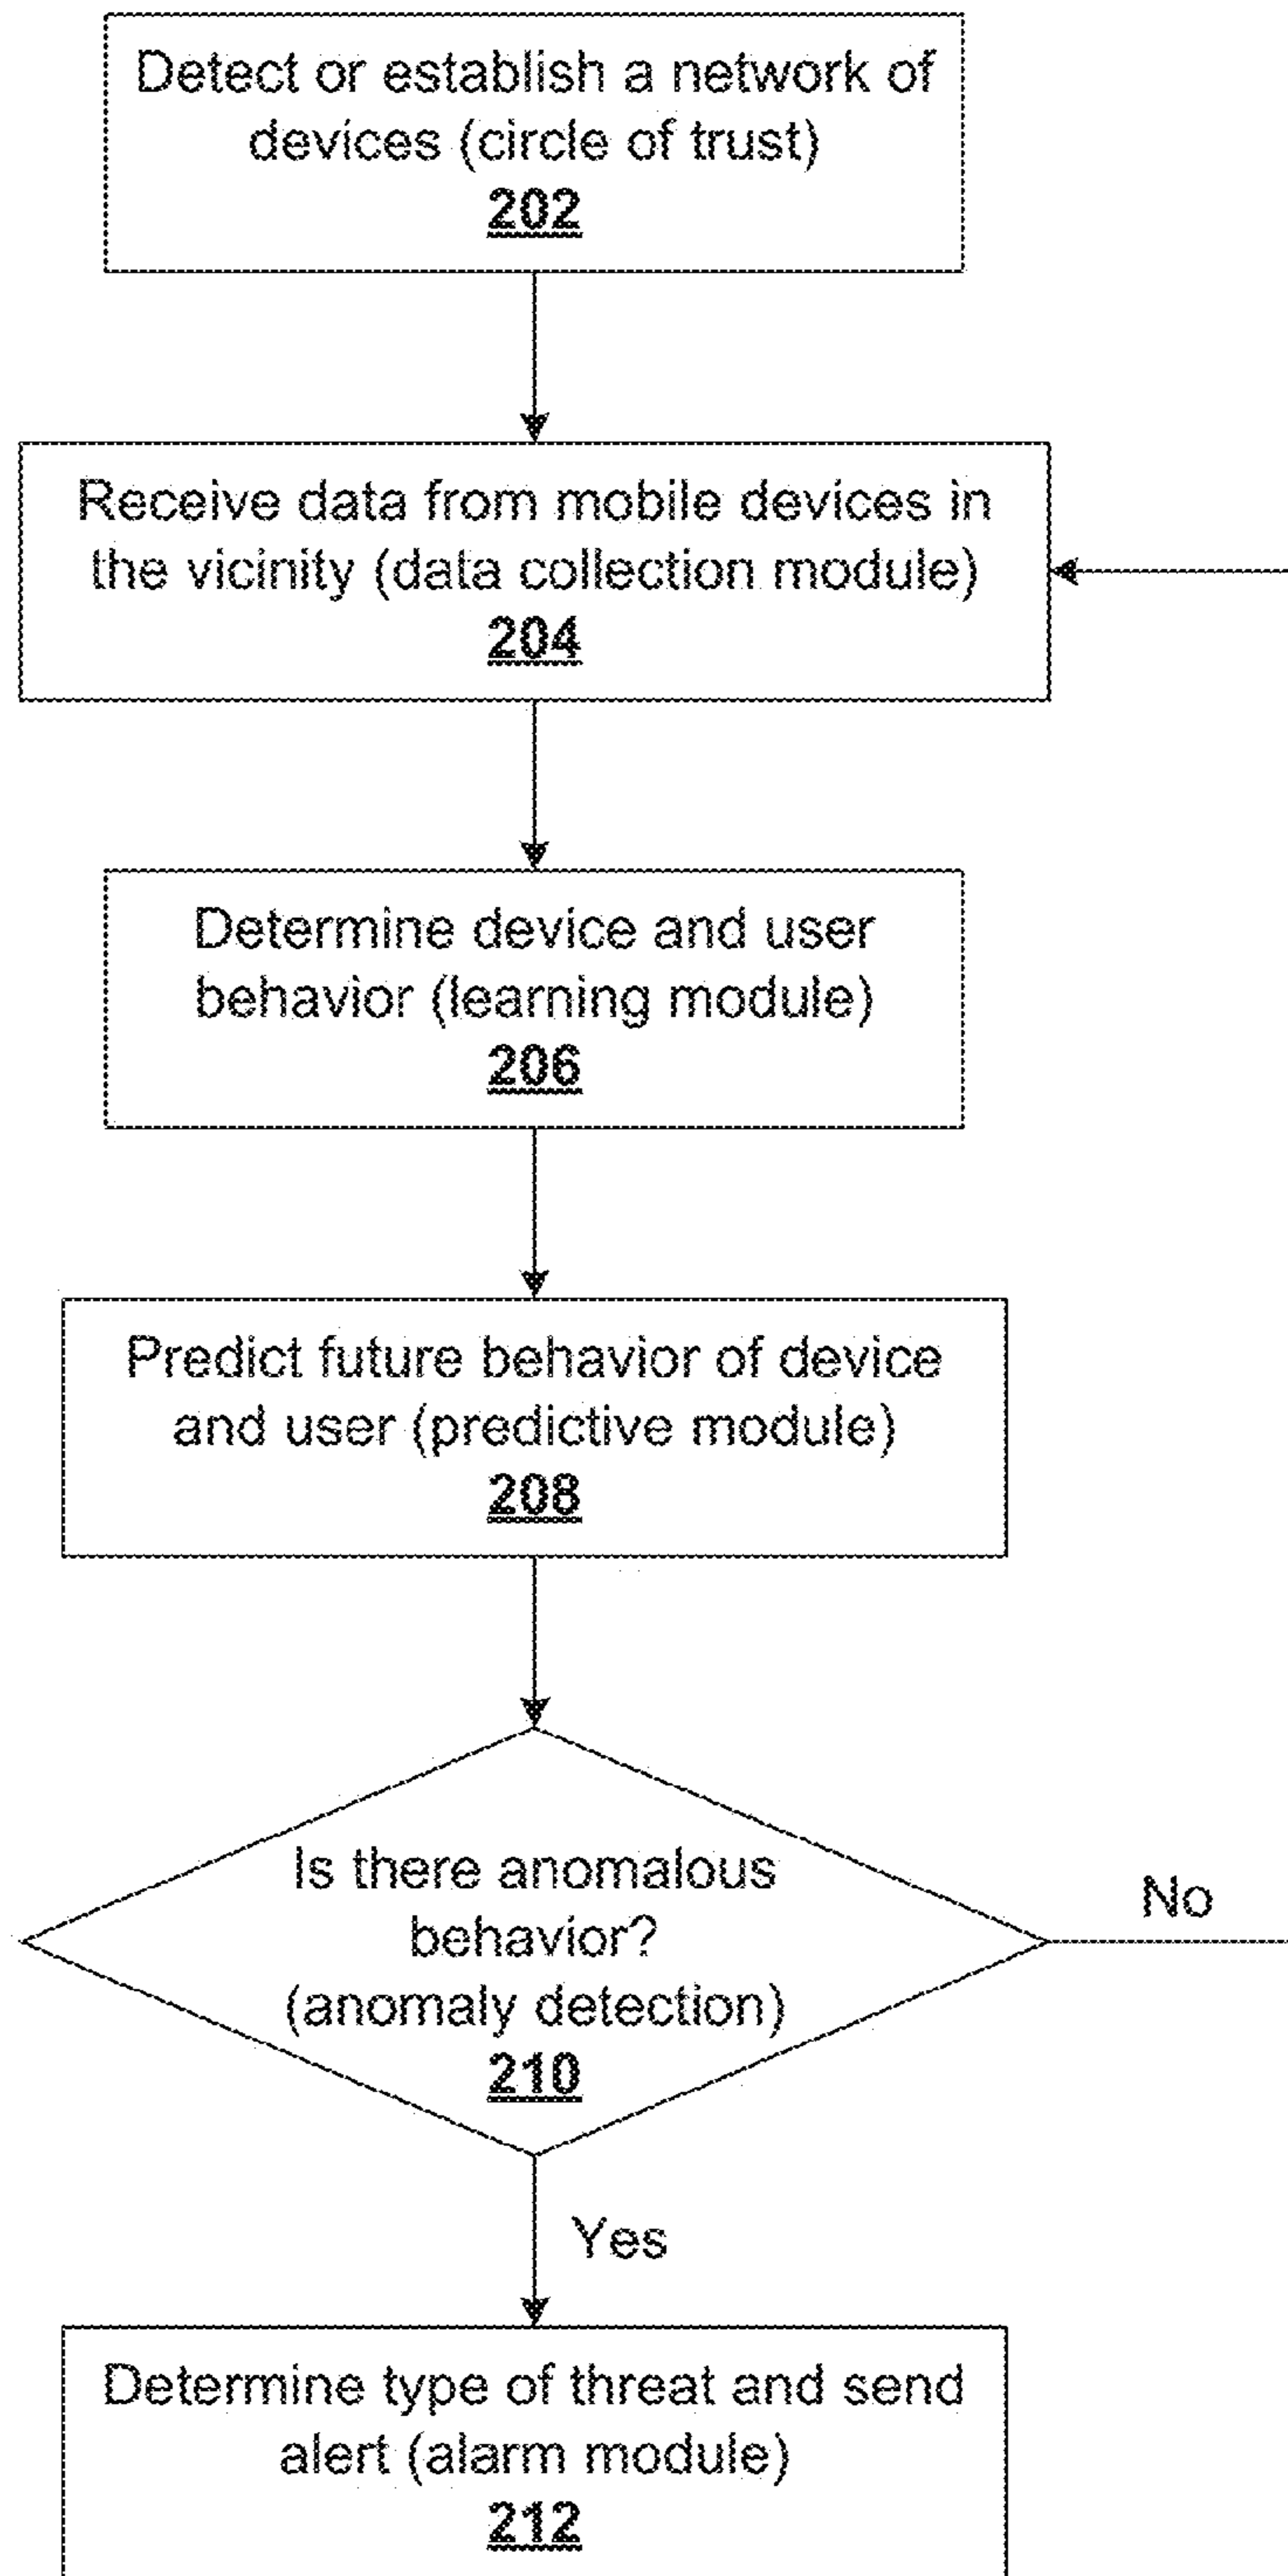 Detect or establish a network of
devices (circle of trust)
202
Receive data from mobile devices in
the vicinity (data collection module)
204
Determine device and user
behavior (learning module)
206
Predict future behavior of device
and user (predictive module)
208
Is there anomalous
behavior?
(anomaly detection)
210
No
Yes
Determine type of threat and send
alert (alarm module)
212